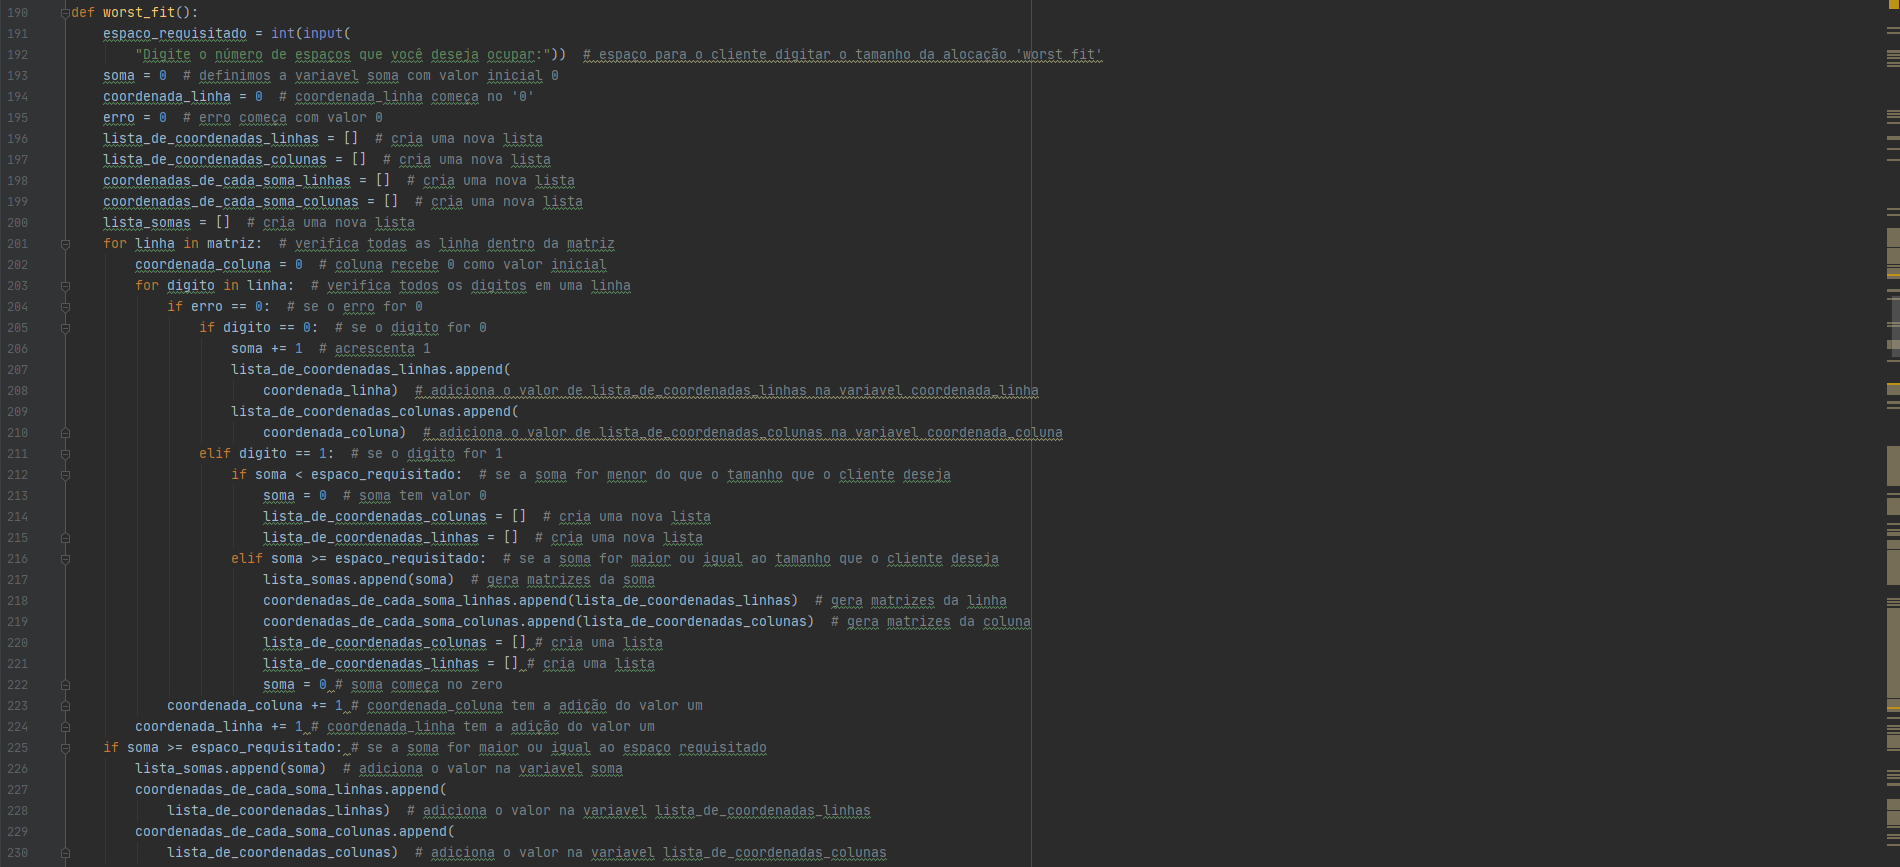 190 def worst_fit():
191     espaco_requisitado = int(input(
192         "Digite o número de espaços que você deseja ocupar:"))  # espaço para o cliente digitar o tamanho da alocação 'worst fit'
193     soma = 0  # definimos a variavel soma com valor inicial 0
194     coordenada_linha = 0  # coordenada_linha começa no '0'
195     erro = 0  # erro começa com valor 0
196     lista_de_coordenadas_linhas = []  # cria uma nova lista
197     lista_de_coordenadas_colunas = []  # cria uma nova lista
198     coordenadas_de_cada_soma_linhas = []  # cria uma nova lista
199     coordenadas_de_cada_soma_colunas = []  # cria uma nova lista
200     lista_somas = []  # cria uma nova lista
201     for linha in matriz:  # verifica todas as linha dentro da matriz
202         coordenada_coluna = 0  # coluna recebe 0 como valor inicial
203         for digito in linha:  # verifica todos os digitos em uma linha
204             if erro == 0:  # se o erro for 0
205                 if digito == 0:  # se o digito for 0
206                     soma += 1  # acrescenta 1
207                     lista_de_coordenadas_linhas.append(
208                         coordenada_linha)  # adiciona o valor de lista_de_coordenadas_linhas na variavel coordenada_linha
209                     lista_de_coordenadas_colunas.append(
210                         coordenada_coluna)  # adiciona o valor de lista_de_coordenadas_colunas na variavel coordenada_coluna
211                 elif digito == 1:  # se o digito for 1
212                     if soma < espaco_requisitado:  # se a soma for menor do que o tamanho que o cliente deseja
213                         soma = 0  # soma tem valor 0
214                         lista_de_coordenadas_colunas = []  # cria uma nova lista
215                         lista_de_coordenadas_linhas = []  # cria uma nova lista
216                     elif soma >= espaco_requisitado:  # se a soma for maior ou igual ao tamanho que o cliente deseja
217                         lista_somas.append(soma)  # gera matrizes da soma
218                         coordenadas_de_cada_soma_linhas.append(lista_de_coordenadas_linhas)  # gera matrizes da linha
219                         coordenadas_de_cada_soma_colunas.append(lista_de_coordenadas_colunas)  # gera matrizes da coluna
220                         lista_de_coordenadas_colunas = [] # cria uma lista
221                         lista_de_coordenadas_linhas = [] # cria uma lista
222                         soma = 0 # soma começa no zero
223             coordenada_coluna += 1 # coordenada_coluna tem a adição do valor um
224         coordenada_linha += 1 # coordenada_linha tem a adição do valor um
225     if soma >= espaco_requisitado: # se a soma for maior ou igual ao espaço requisitado
226         lista_somas.append(soma)  # adiciona o valor na variavel soma
227         coordenadas_de_cada_soma_linhas.append(
228             lista_de_coordenadas_linhas)  # adiciona o valor na variavel lista_de_coordenadas_linhas
229         coordenadas_de_cada_soma_colunas.append(
230             lista_de_coordenadas_colunas)  # adiciona o valor na variavel lista_de_coordenadas_colunas